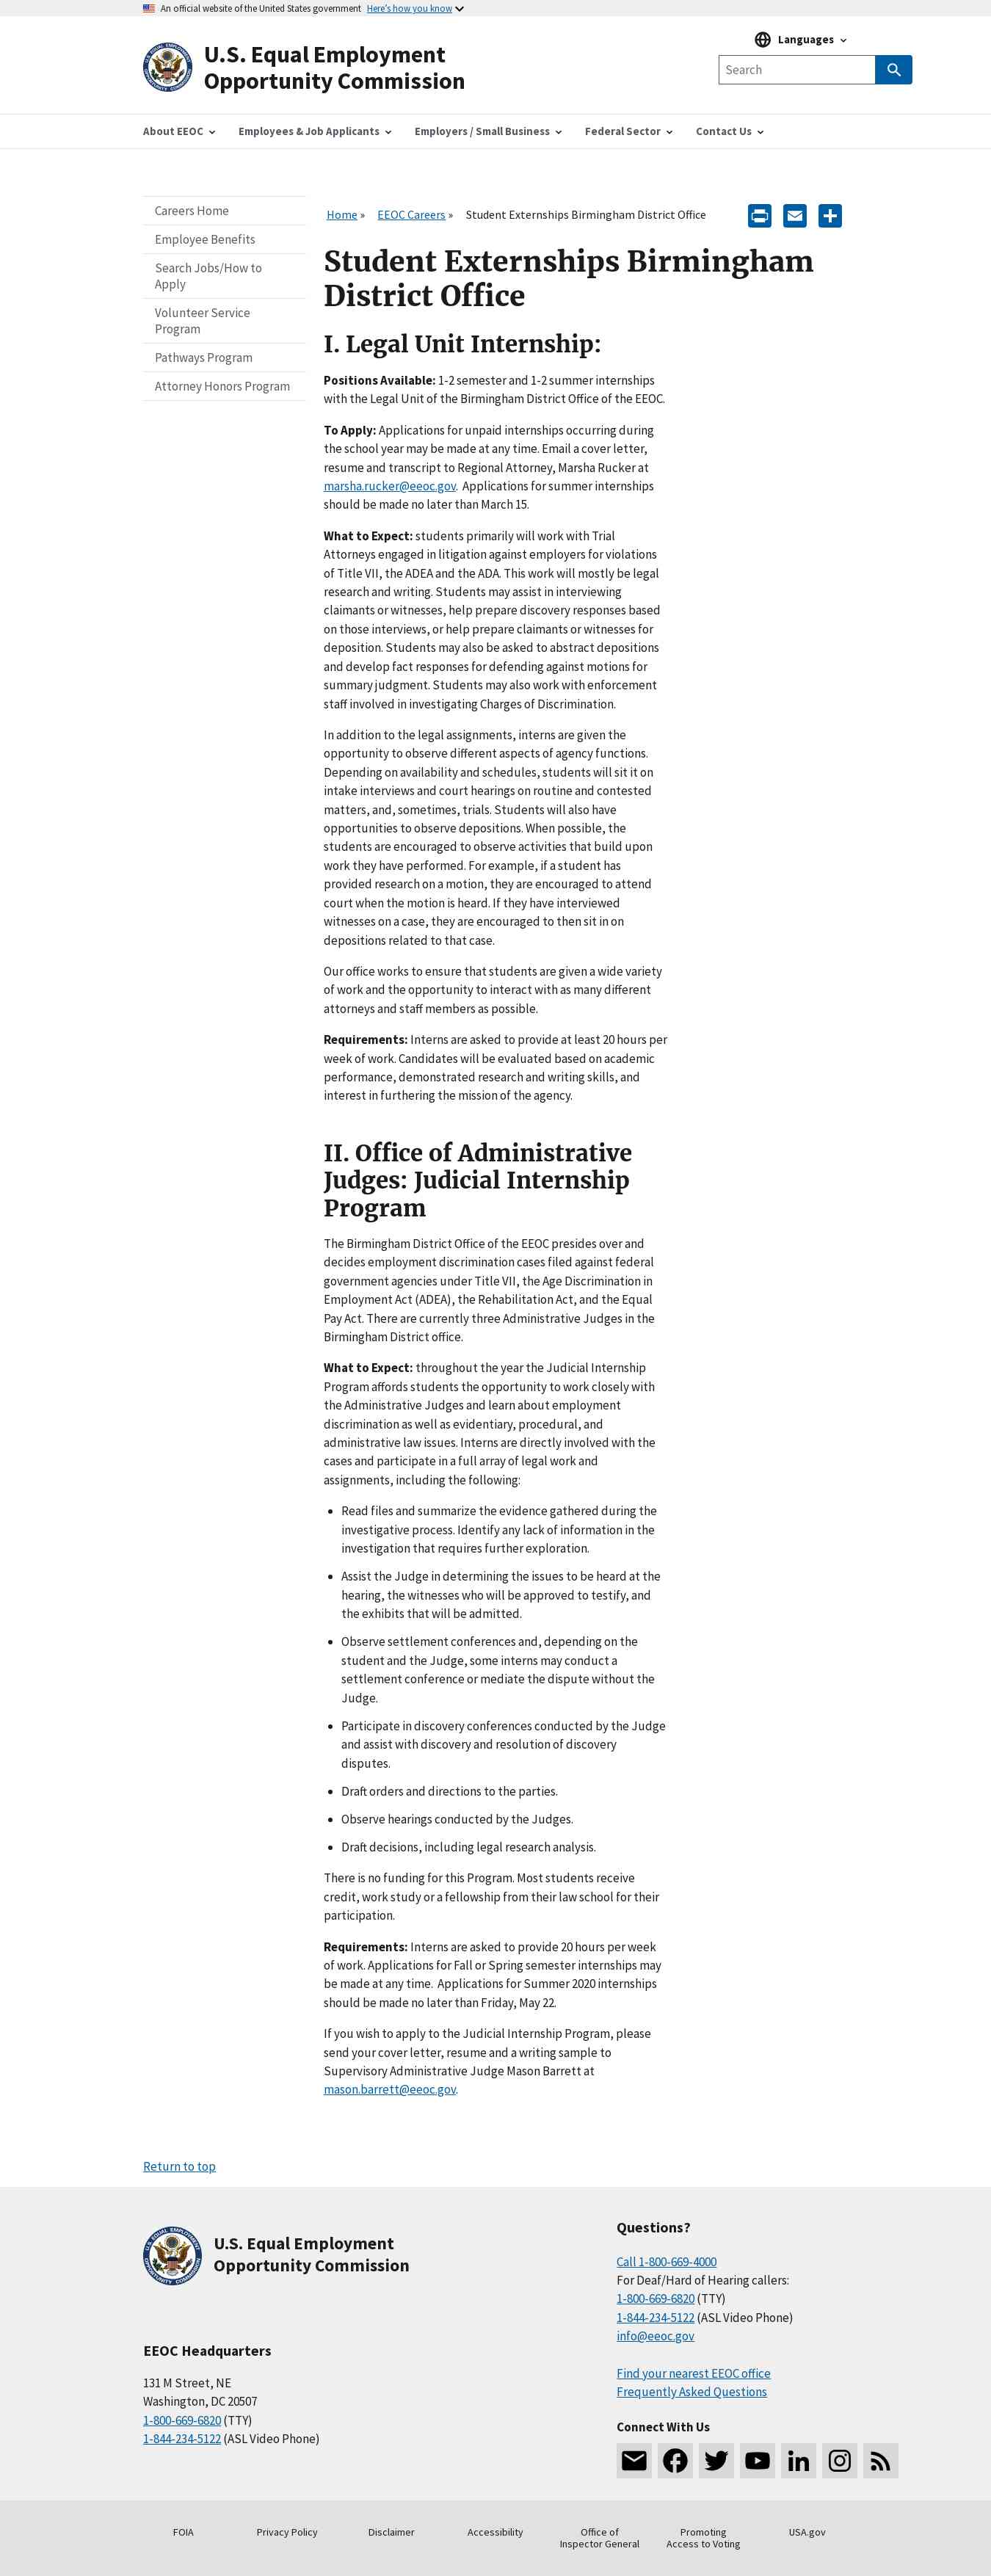 An official website of the United States government Here's how you know
Languages
U.S. Equal Employment
Opportunity Commission
Search
About EEOC Employees & Job Applicants Employers / Small Business Federal Sector Contact Us
Careers Home
Employee Benefits
Search Jobs/How to
Apply
Volunteer Service
Program
Pathways Program
Attorney Honors Program
Home » EEOC Careers » Student Externships Birmingham District Office
Student Externships Birmingham
District Office
I. Legal Unit Internship:
Positions Available: 1-2 semester and 1-2 summer internships
with the Legal Unit of the Birmingham District Office of the EEOC.
To Apply: Applications for unpaid internships occurring during
the school year may be made at any time. Email a cover letter,
resume and transcript to Regional Attorney, Marsha Rucker at
marsha.rucker@eeoc.gov. Applications for summer internships
should be made no later than March 15.
What to Expect: students primarily will work with Trial
Attorneys engaged in litigation against employers for violations
of Title VII, the ADEA and the ADA. This work will mostly be legal
research and writing. Students may assist in interviewing
claimants or witnesses, help prepare discovery responses based
on those interviews, or help prepare claimants or witnesses for
deposition. Students may also be asked to abstract depositions
and develop fact responses for defending against motions for
summary judgment. Students may also work with enforcement
staff involved in investigating Charges of Discrimination.
In addition to the legal assignments, interns are given the
opportunity to observe different aspects of agency functions.
Depending on availability and schedules, students will sit it on
intake interviews and court hearings on routine and contested
matters, and, sometimes, trials. Students will also have
opportunities to observe depositions. When possible, the
students are encouraged to observe activities that build upon
work they have performed. For example, if a student has
provided research on a motion, they are encouraged to attend
court when the motion is heard. If they have interviewed
witnesses on a case, they are encouraged to then sit in on
depositions related to that case.
Our office works to ensure that students are given a wide variety
of work and the opportunity to interact with as many different
attorneys and staff members as possible.
Requirements: Interns are asked to provide at least 20 hours per
week of work. Candidates will be evaluated based on academic
performance, demonstrated research and writing skills, and
interest in furthering the mission of the agency.
II. Office of Administrative
Judges: Judicial Internship
Program
The Birmingham District Office of the EEOC presides over and
decides employment discrimination cases filed against federal
government agencies under Title VII, the Age Discrimination in
Employment Act (ADEA), the Rehabilitation Act, and the Equal
Pay Act. There are currently three Administrative Judges in the
Birmingham District office.
What to Expect: throughout the year the Judicial Internship
Program affords students the opportunity to work closely with
the Administrative Judges and learn about employment
discrimination as well as evidentiary, procedural, and
administrative law issues. Interns are directly involved with the
cases and participate in a full array of legal work and
assignments, including the following:
• Read files and summarize the evidence gathered during the
investigative process. Identify any lack of information in the
investigation that requires further exploration.
• Assist the Judge in determining the issues to be heard at the
hearing, the witnesses who will be approved to testify, and
the exhibits that will be admitted.
• Observe settlement conferences and, depending on the
student and the Judge, some interns may conduct a
settlement conference or mediate the dispute without the
Judge.
• Participate in discovery conferences conducted by the Judge
and assist with discovery and resolution of discovery
disputes.
• Draft orders and directions to the parties.
• Observe hearings conducted by the Judges.
• Draft decisions, including legal research analysis.
There is no funding for this Program. Most students receive
credit, work study or a fellowship from their law school for their
participation.
Requirements: Interns are asked to provide 20 hours per week
of work. Applications for Fall or Spring semester internships may
be made at any time. Applications for Summer 2020 internships
should be made no later than Friday, May 22.
If you wish to apply to the Judicial Internship Program, please
send your cover letter, resume and a writing sample to
Supervisory Administrative Judge Mason Barrett at
mason.barrett@eeoc.gov.
Return to top
U.S. Equal Employment
Opportunity Commission
EEOC Headquarters
131 M Street, NE
Washington, DC 20507
1-800-669-6820 (TTY)
1-844-234-5122 (ASL Video Phone)
Questions?
Call 1-800-669-4000
For Deaf/Hard of Hearing callers:
1-800-669-6820 (TTY)
1-844-234-5122 (ASL Video Phone)
info@eeoc.gov
Find your nearest EEOC office
Frequently Asked Questions
Connect With Us
FOIA
Privacy Policy
Disclaimer
Accessibility
Office of
Inspector General
Promoting
Access to Voting
USA.gov